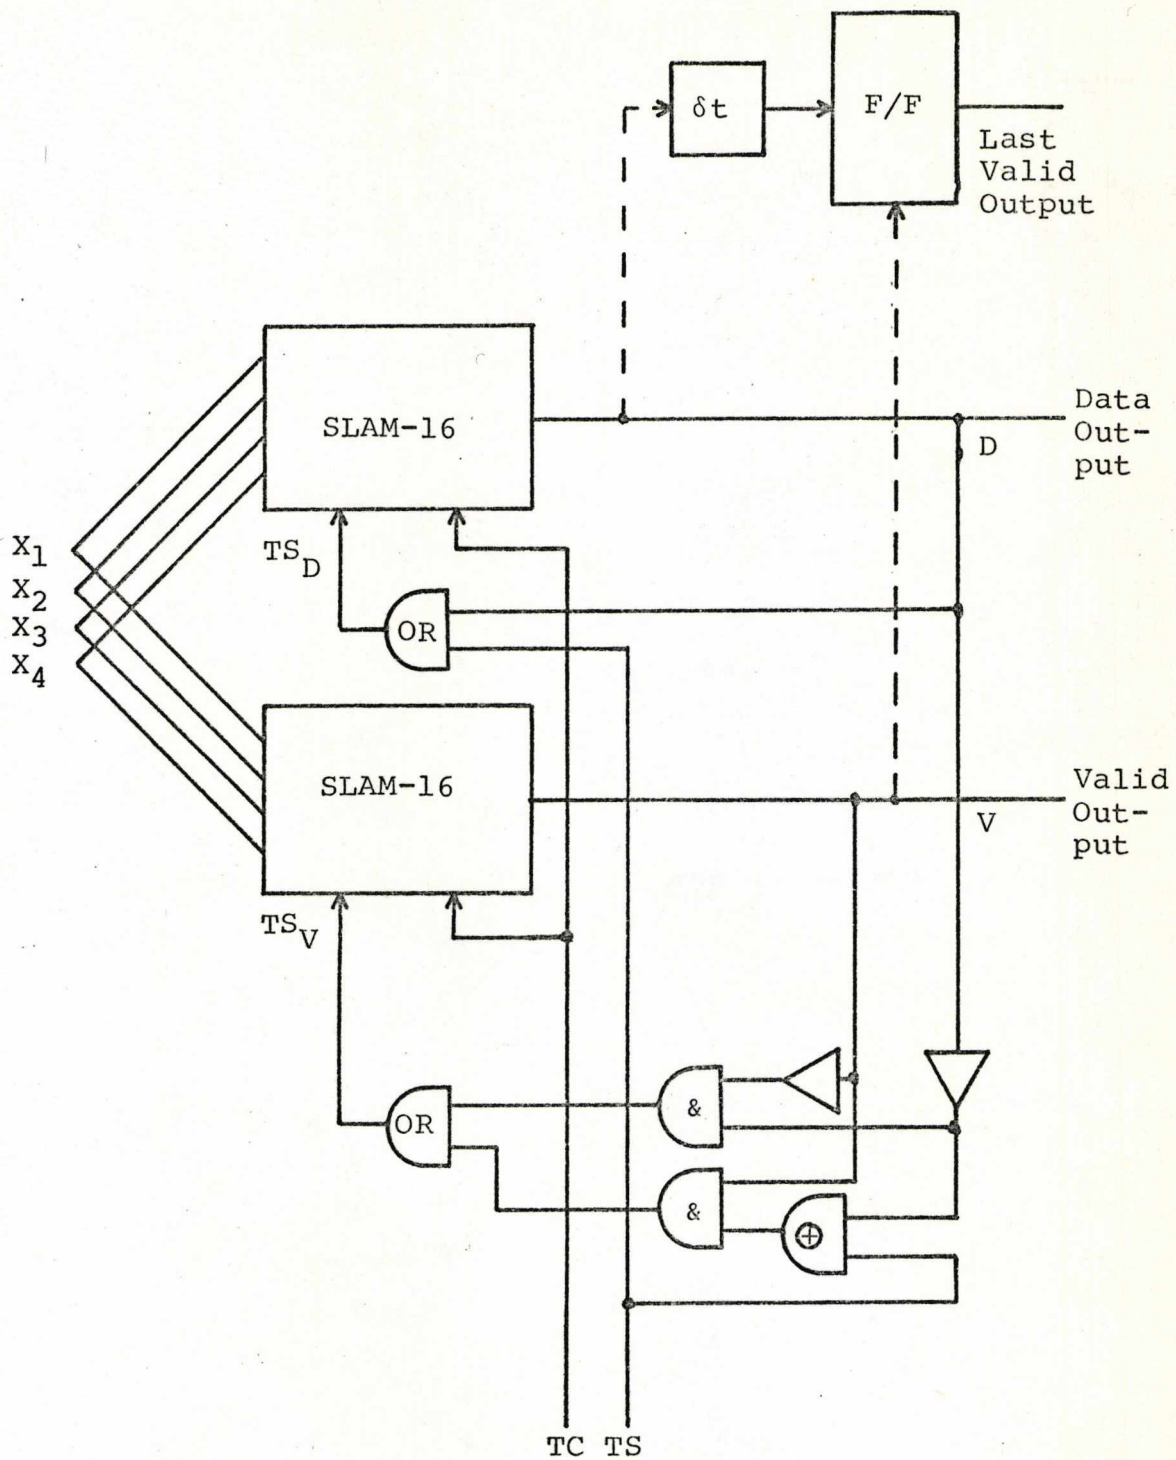 δt
F/F
Last
Valid
Output
SLAM-16
Data
Out-
put
D
TS_D
X_1
X_2
X_3
X_4
OR
SLAM-16
Valid
Out-
put
V
TS_V
&
OR
&
⊕
TC TS